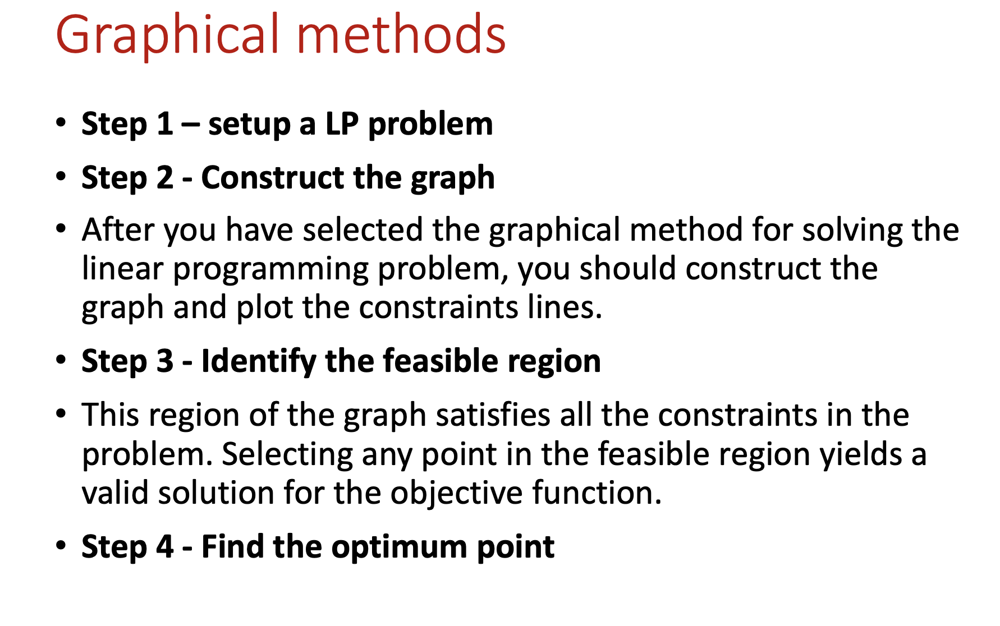 Graphical methods
• Step 1 – setup a LP problem
• Step 2 - Construct the graph
• After you have selected the graphical method for solving the
linear programming problem, you should construct the
graph and plot the constraints lines.
• Step 3 - Identify the feasible region
• This region of the graph satisfies all the constraints in the
problem. Selecting any point in the feasible region yields a
valid solution for the objective function.
• Step 4 - Find the optimum point